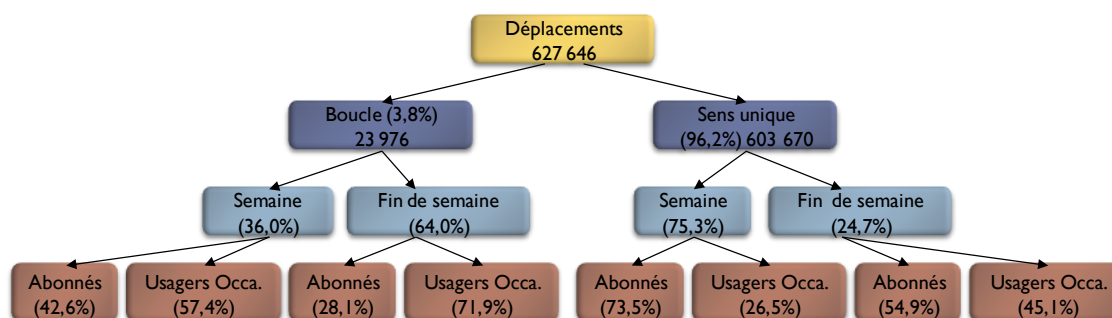 Déplacements
627 646
Boucle (3,8%)
23 976
Sens unique
(96,2%) 603 670
Semaine
(36,0%)
Fin de semaine
(64,0%)
Semaine
(75,3%)
Fin de semaine
(24,7%)
Abonnés
(42,6%)
Usagers Occa.
(57,4%)
Abonnés
(28,1%)
Usagers Occa.
(71,9%)
Abonnés
(73,5%)
Usagers Occa.
(26,5%)
Abonnés
(54,9%)
Usagers Occa.
(45,1%)